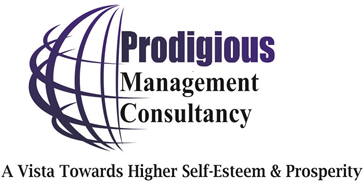 Prodigious
Management
Consultancy
A Vista Towards Higher Self-Esteem & Prosperity